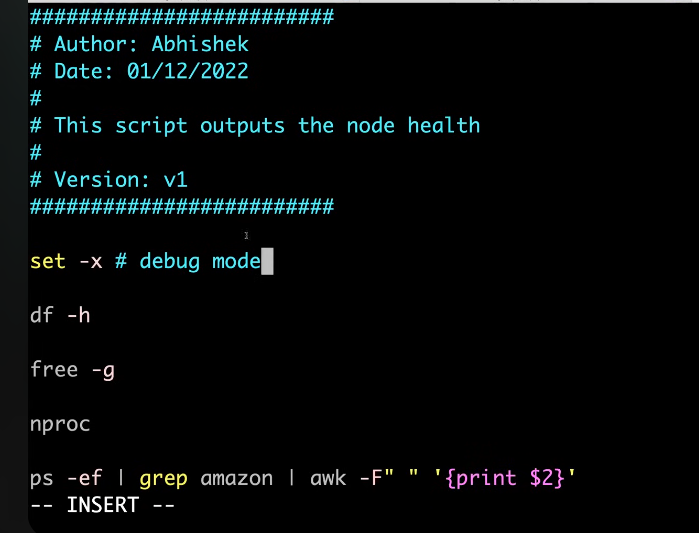 #########################
# Author: Abhishek
# Date: 01/12/2022
#
# This script outputs the node health
#
# Version: v1
#########################
set -x # debug mode
df -h
free -g
nproc
ps -ef | grep amazon | awk -F" " '{print $2}'
-- INSERT --